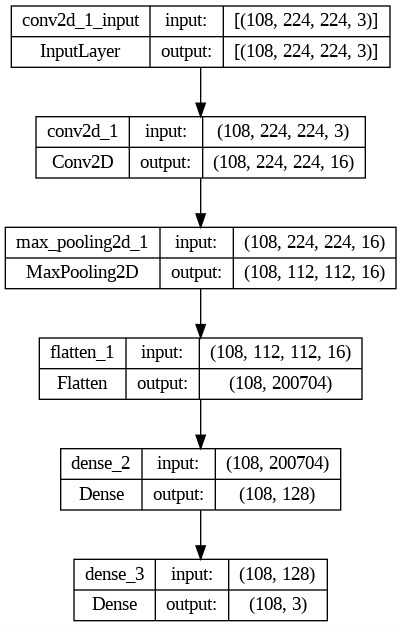 conv2d_1_input input: [(108, 224, 224, 3)]
InputLayer output: [(108, 224, 224, 3)]
conv2d_1 input: (108, 224, 224, 3)
Conv2D output: (108, 224, 224, 16)
max_pooling2d_1 input: (108, 224, 224, 16)
MaxPooling2D output: (108, 112, 112, 16)
flatten_1 input: (108, 112, 112, 16)
Flatten output: (108, 200704)
dense_2 input: (108, 200704)
Dense output: (108, 128)
dense_3 input: (108, 128)
Dense output: (108, 3)